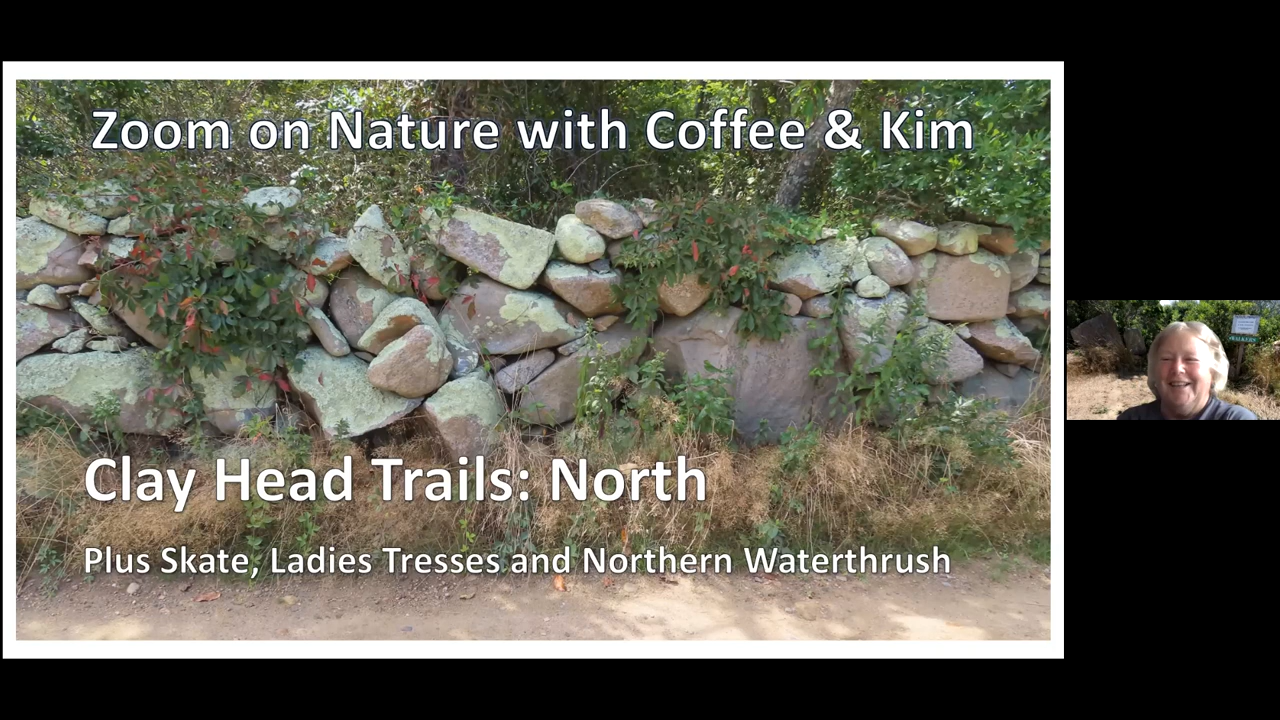 Zoom on Nature with Coffee & Kim
Clay Head Trails: North
Plus Skate, Ladies Tresses and Northern Waterthrush